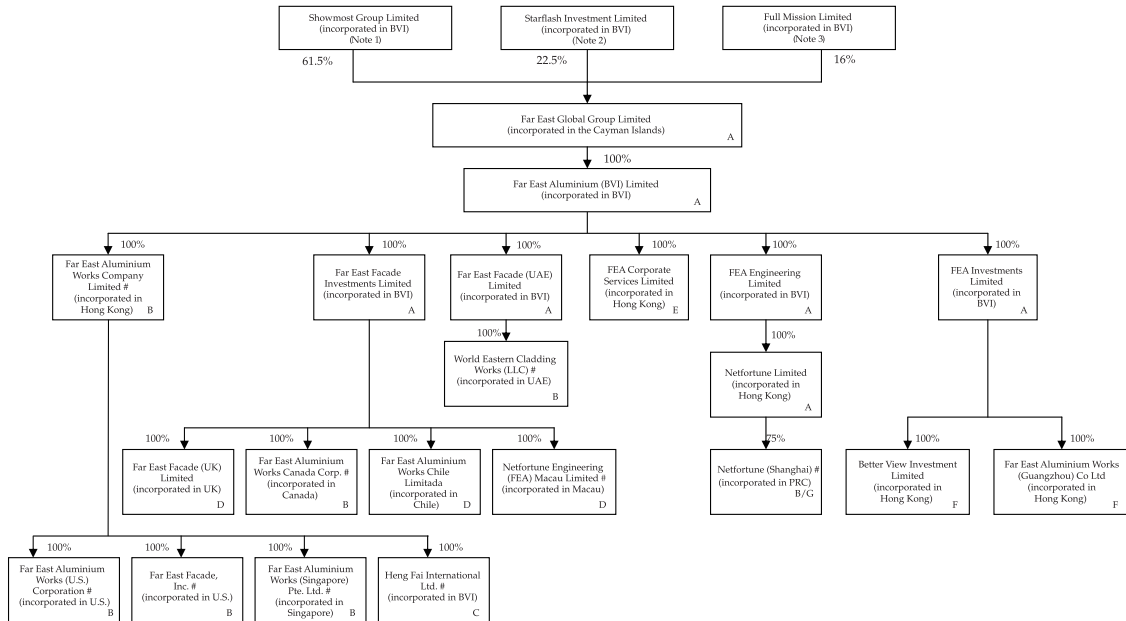 Showmost Group Limited
(incorporated in BVI)
(Note 1)
Starflash Investment Limited
(incorporated in BVI)
(Note 2)
Full Mission Limited
(incorporated in BVI)
(Note 3)
61.5%
22.5%
16%
Far East Global Group Limited
(incorporated in the Cayman Islands)
A
100%
Far East Aluminium (BVI) Limited
(incorporated in BVI)
A
100%
100%
100%
100%
100%
100%
Far East Aluminium
Works Company
Limited #
(incorporated in
Hong Kong)
B
Far East Facade
Investments Limited
(incorporated in BVI)
A
Far East Facade (UAE)
Limited
(incorporated in BVI)
A
FEA Corporate
Services Limited
(incorporated in
Hong Kong)
E
FEA Engineering
Limited
(incorporated in BVI)
A
FEA Investments
Limited
(incorporated in
BVI)
A
100%
100%
World Eastern Cladding
Works (LLC) #
(incorporated in UAE)
B
Netfortune Limited
(incorporated in
Hong Kong)
A
100%
100%
100%
100%
75%
100%
100%
Far East Facade (UK)
Limited
(incorporated in UK)
D
Far East Aluminium
Works Canada Corp. #
(incorporated in
Canada)
B
Far East Aluminium
Works Chile
Limitada
(incorporated in
Chile)
D
Netfortune Engineering
(FEA) Macau Limited #
(incorporated in Macau)
D
Netfortune (Shanghai) #
(incorporated in PRC)
B/G
Better View Investment
Limited
(incorporated in
Hong Kong)
F
Far East Aluminium Works
(Guangzhou) Co Ltd
(incorporated in
Hong Kong)
F
100%
100%
100%
100%
Far East Aluminium
Works (U.S.)
Corporation #
(incorporated in U.S.)
B
Far East Facade,
Inc. #
(incorporated in U.S.)
B
Far East Aluminium
Works (Singapore)
Pte. Ltd. #
(incorporated in
Singapore)
B
Heng Fai International
Ltd. #
(incorporated in BVI)
C